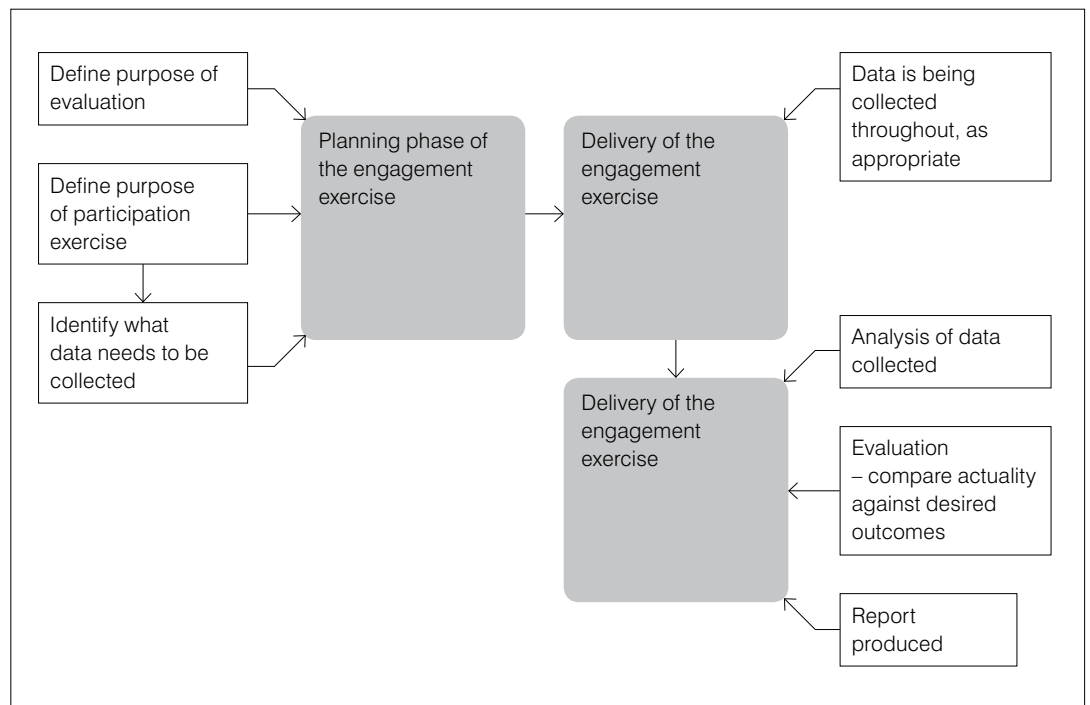 Define purpose of
evaluation
Define purpose
of participation
exercise
Identify what
data needs to be
collected
Planning phase of
the engagement
exercise
Delivery of the
engagement
exercise
Data is being
collected
throughout, as
appropriate
Delivery of the
engagement
exercise
Analysis of data
collected
Evaluation
– compare actuality
against desired
outcomes
Report
produced